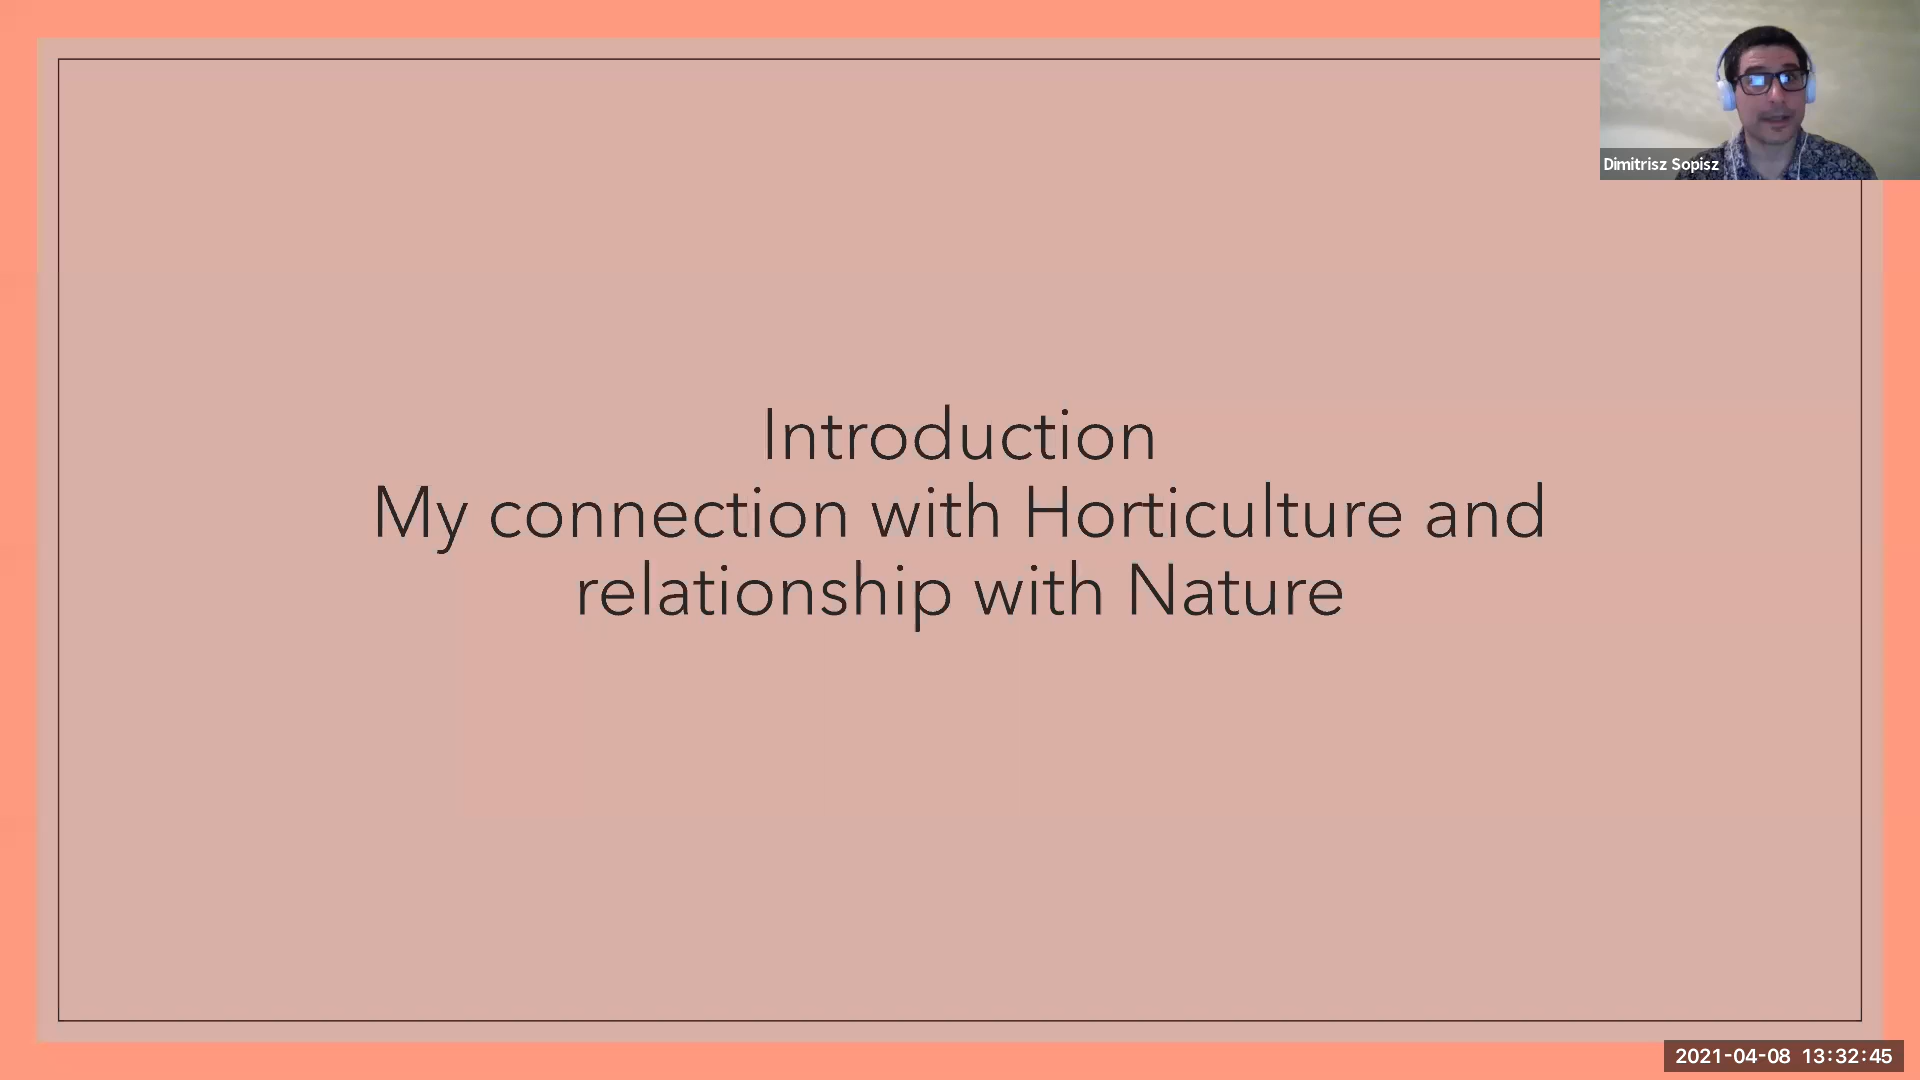 Dimitrisz Sopisz
Introduction
My connection with Horticulture and
relationship with Nature
2021-04-08 13:32:45